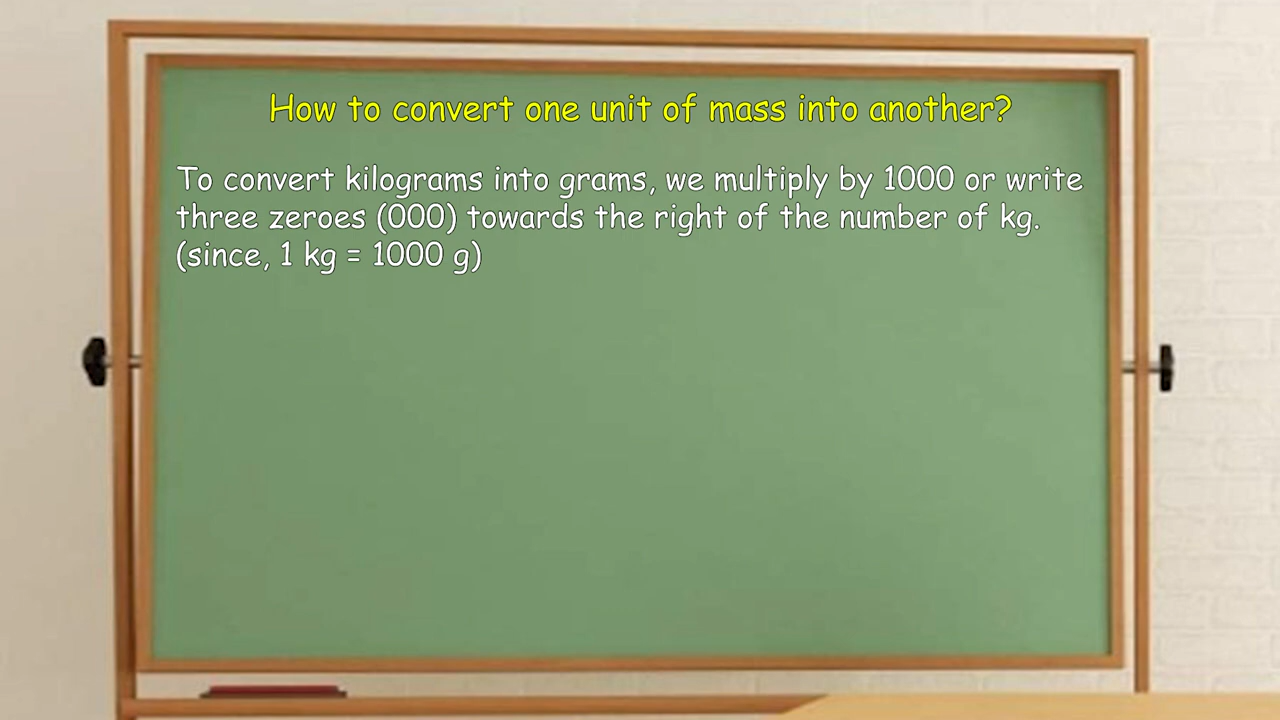 How to convert one unit of mass into another?
To convert kilograms into grams, we multiply by 1000 or write
three zeroes (000) towards the right of the number of kg.
(since, 1 kg = 1000 g)